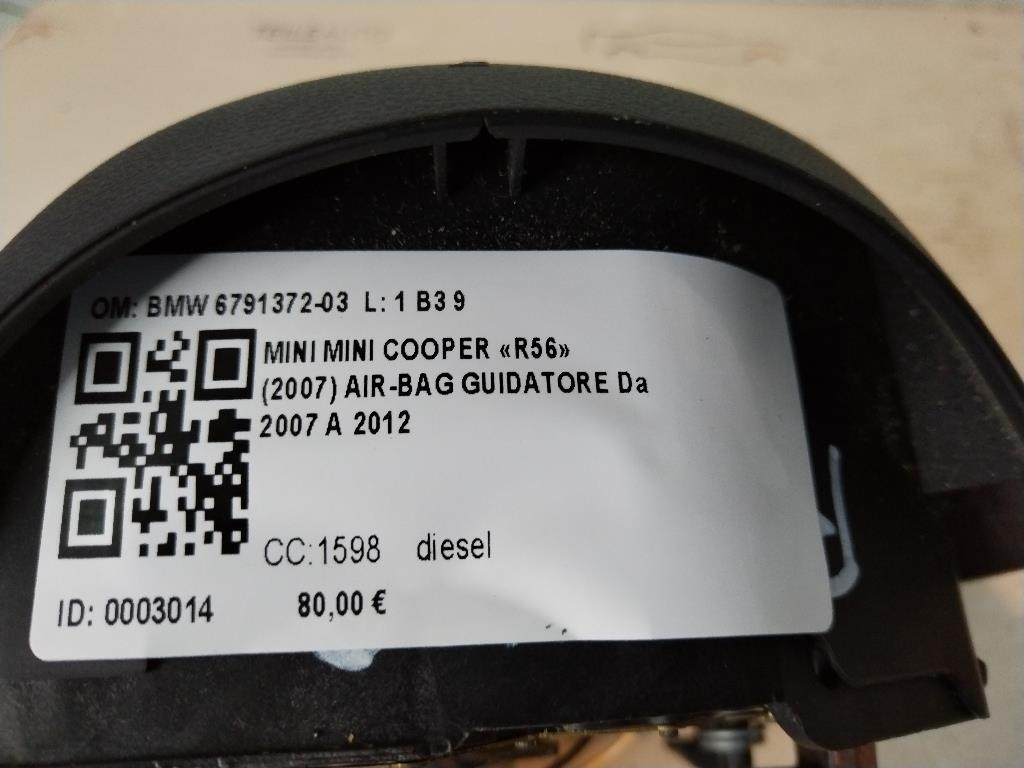 OM: BMW 6791372-03 L: 1 B3 9
MINI MINI COOPER «R56»
(2007) AIR-BAG GUIDATORE Da
2007 A 2012
CC:1598 diesel
ID: 0003014 80,00 €